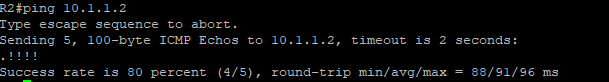 R2#ping 10.1.1.2
Type escape sequence to abort.
Sending 5, 100-byte ICMP Echos to 10.1.1.2, timeout is 2 seconds:
.!!!!
Success rate is 80 percent (4/5), round-trip min/avg/max = 88/91/96 ms